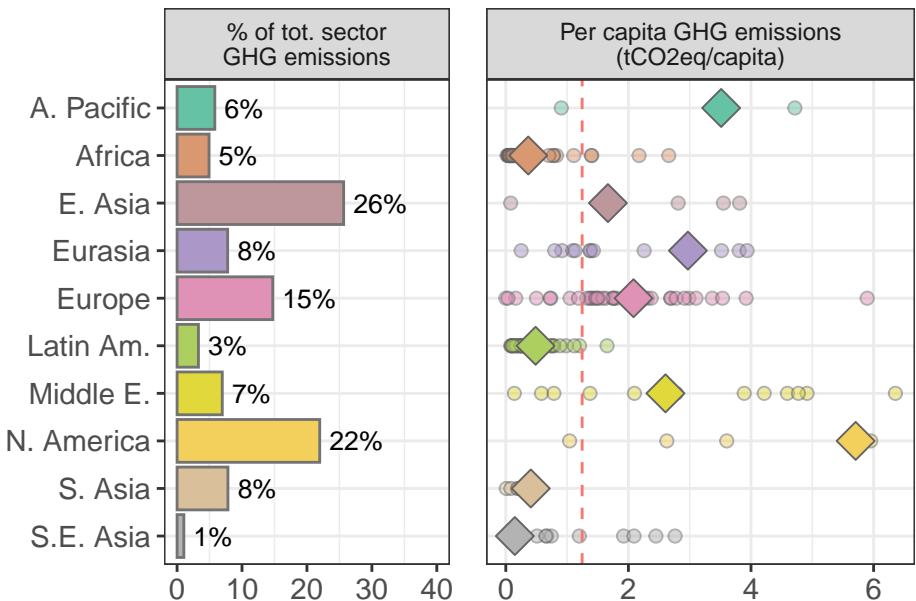 % of tot. sector
GHG emissions
Per capita GHG emissions
(tCO2eq/capita)
A. Pacific
6%
Africa
5%
E. Asia
26%
Eurasia
8%
Europe
15%
Latin Am.
3%
Middle E.
7%
N. America
22%
S. Asia
8%
S.E. Asia
1%
0 10 20 30 40
0 2 4 6